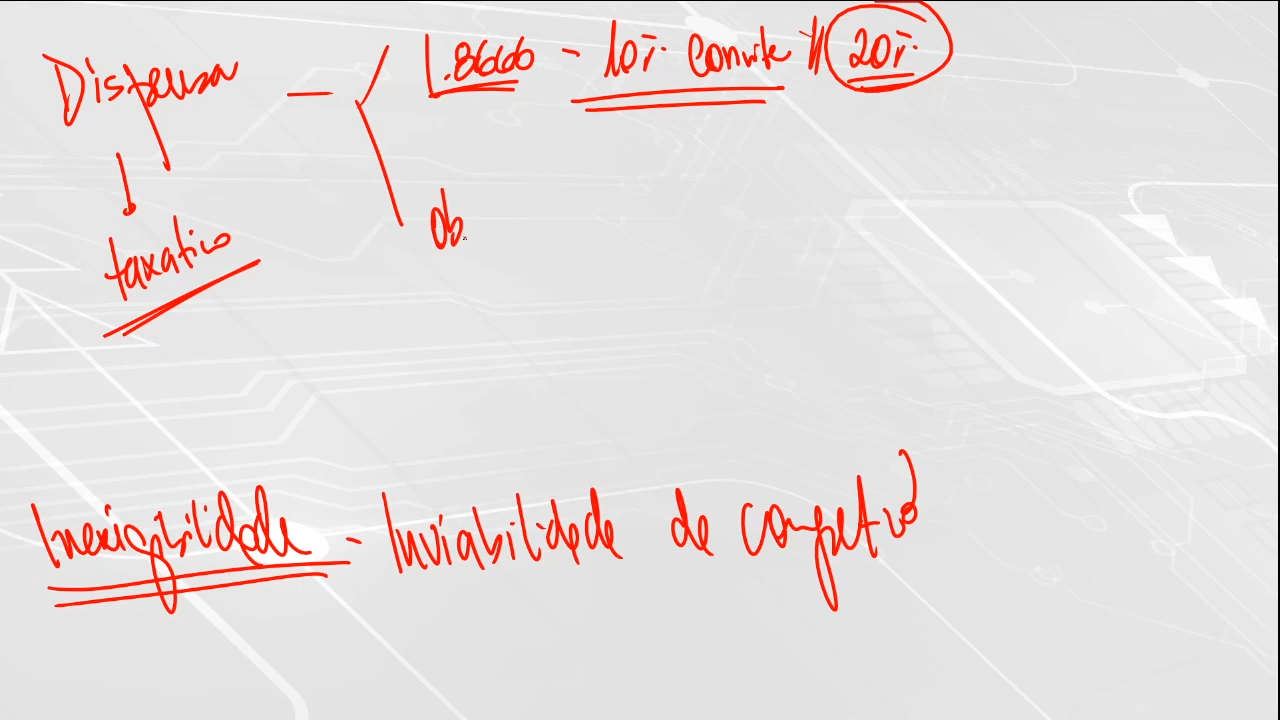 Dispensa - L.8666 - 10% Convite // 20%
ob
taxativo
Inexigibilidade - Inviabilidade de competição